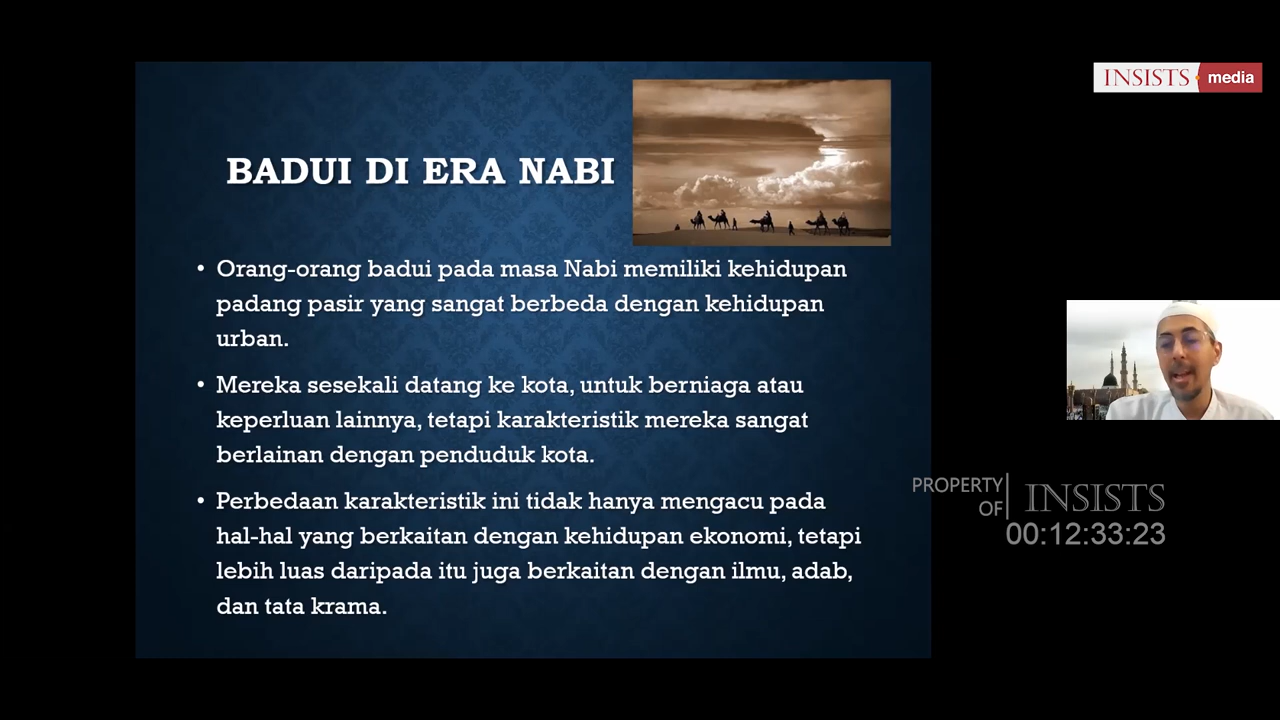 INSISTS media
BADUI DI ERA NABI
• Orang-orang badui pada masa Nabi memiliki kehidupan
padang pasir yang sangat berbeda dengan kehidupan
urban.
• Mereka sesekali datang ke kota, untuk berniaga atau
keperluan lainnya, tetapi karakteristik mereka sangat
berlainan dengan penduduk kota.
• Perbedaan karakteristik ini tidak hanya mengacu pada
hal-hal yang berkaitan dengan kehidupan ekonomi, tetapi
lebih luas daripada itu juga berkaitan dengan ilmu, adab,
dan tata krama.
PROPERTY
OF
INSISTS
00:12:33:23